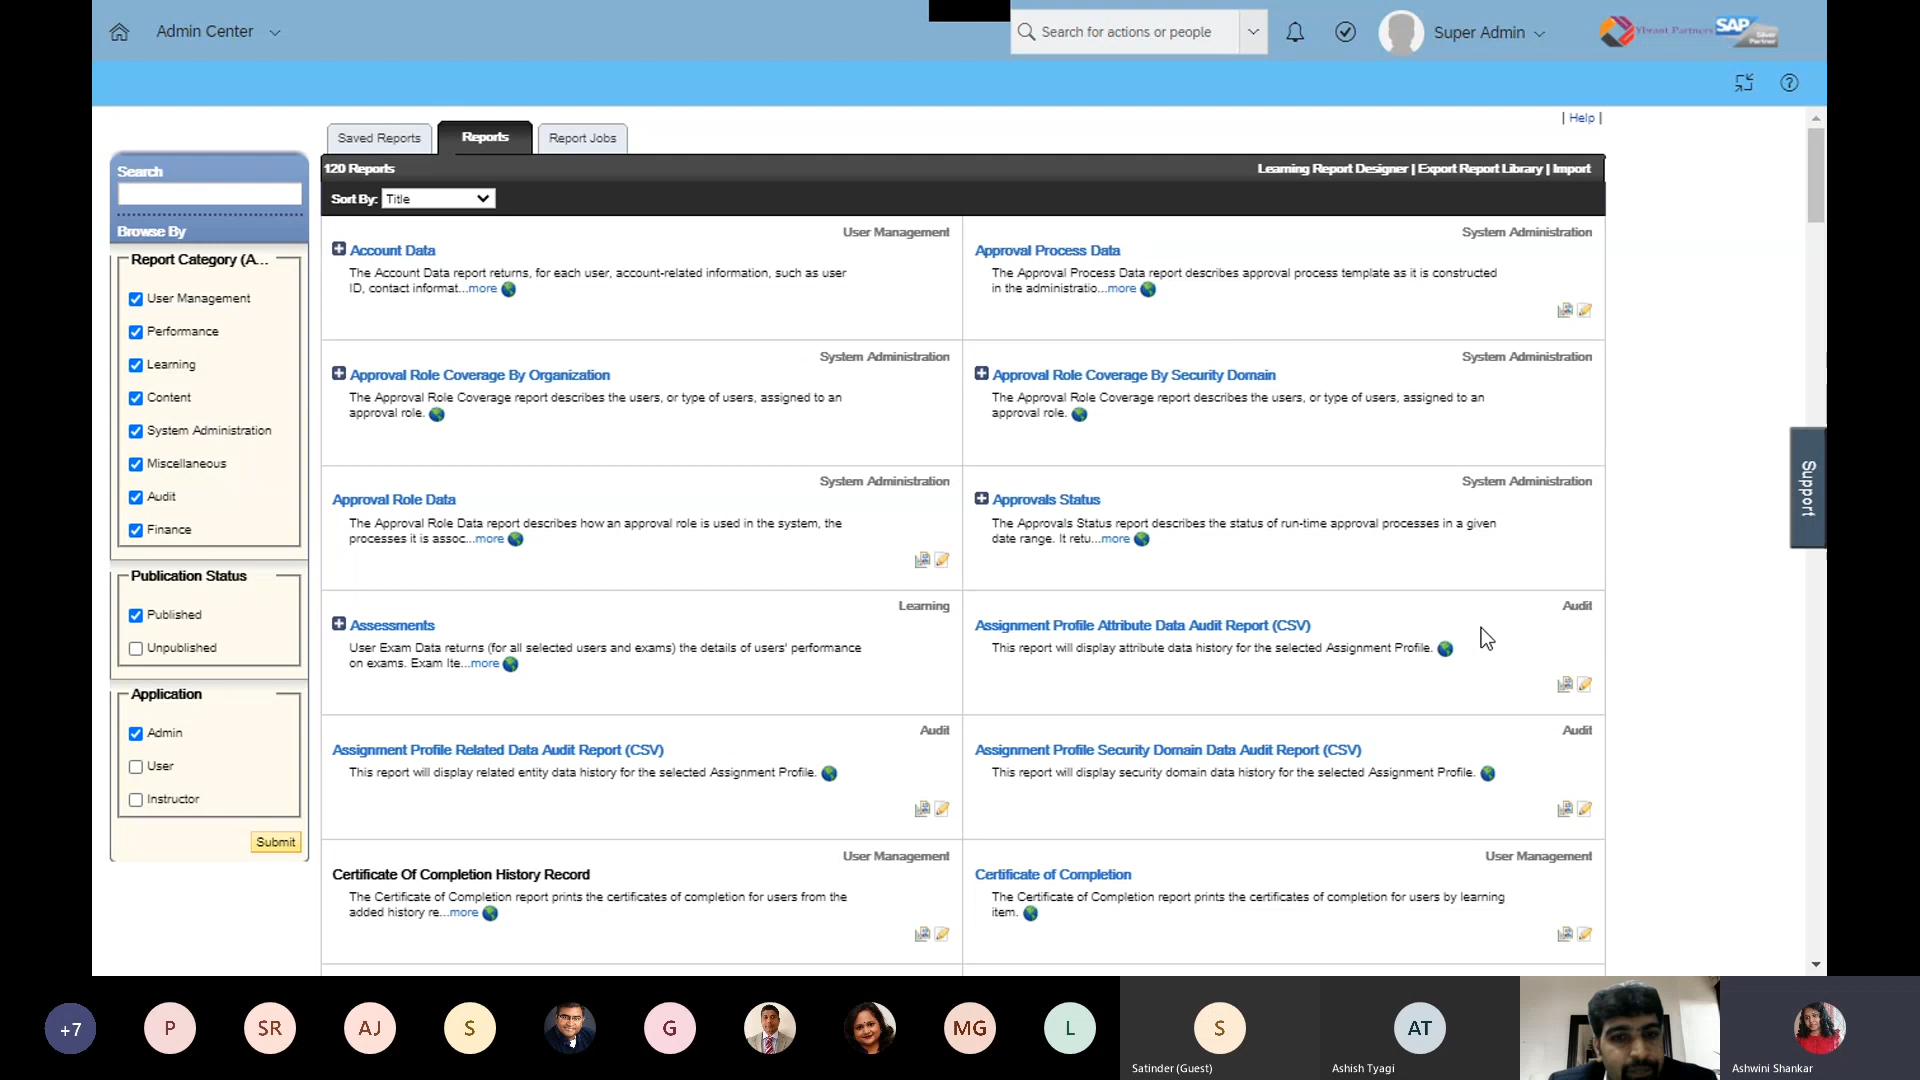 Admin Center
Search for actions or people
Super Admin
Vibrant Partners
SAP
Silver
Partner
| Help |
Saved Reports
Reports
Report Jobs
Search
Browse By
Report Category (A...
User Management
Performance
Learning
Content
System Administration
Miscellaneous
Audit
Finance
Publication Status
Published
Unpublished
Application
Admin
User
Instructor
Submit
120 Reports
Learning Report Designer | Export Report Library | Import
Sort By: Title
User Management
Account Data
The Account Data report returns, for each user, account-related information, such as user
ID, contact informat...more
System Administration
Approval Process Data
The Approval Process Data report describes approval process template as it is constructed
in the administratio...more
System Administration
Approval Role Coverage By Organization
The Approval Role Coverage report describes the users, or type of users, assigned to an
approval role.
System Administration
Approval Role Coverage By Security Domain
The Approval Role Coverage report describes the users, or type of users, assigned to an
approval role.
System Administration
Approval Role Data
The Approval Role Data report describes how an approval role is used in the system, the
processes it is assoc...more
System Administration
Approvals Status
The Approvals Status report describes the status of run-time approval processes in a given
date range. It retu...more
Learning
Assessments
User Exam Data returns (for all selected users and exams) the details of users' performance
on exams. Exam Ite...more
Audit
Assignment Profile Attribute Data Audit Report (CSV)
This report will display attribute data history for the selected Assignment Profile.
Audit
Assignment Profile Related Data Audit Report (CSV)
This report will display related entity data history for the selected Assignment Profile.
Audit
Assignment Profile Security Domain Data Audit Report (CSV)
This report will display security domain data history for the selected Assignment Profile.
User Management
Certificate Of Completion History Record
The Certificate of Completion report prints the certificates of completion for users from the
added history re...more
User Management
Certificate of Completion
The Certificate of Completion report prints the certificates of completion for users by learning
item.
Support
+7
P
SR
AJ
S
G
MG
L
S
Satinder (Guest)
AT
Ashish Tyagi
Ashwini Shankar